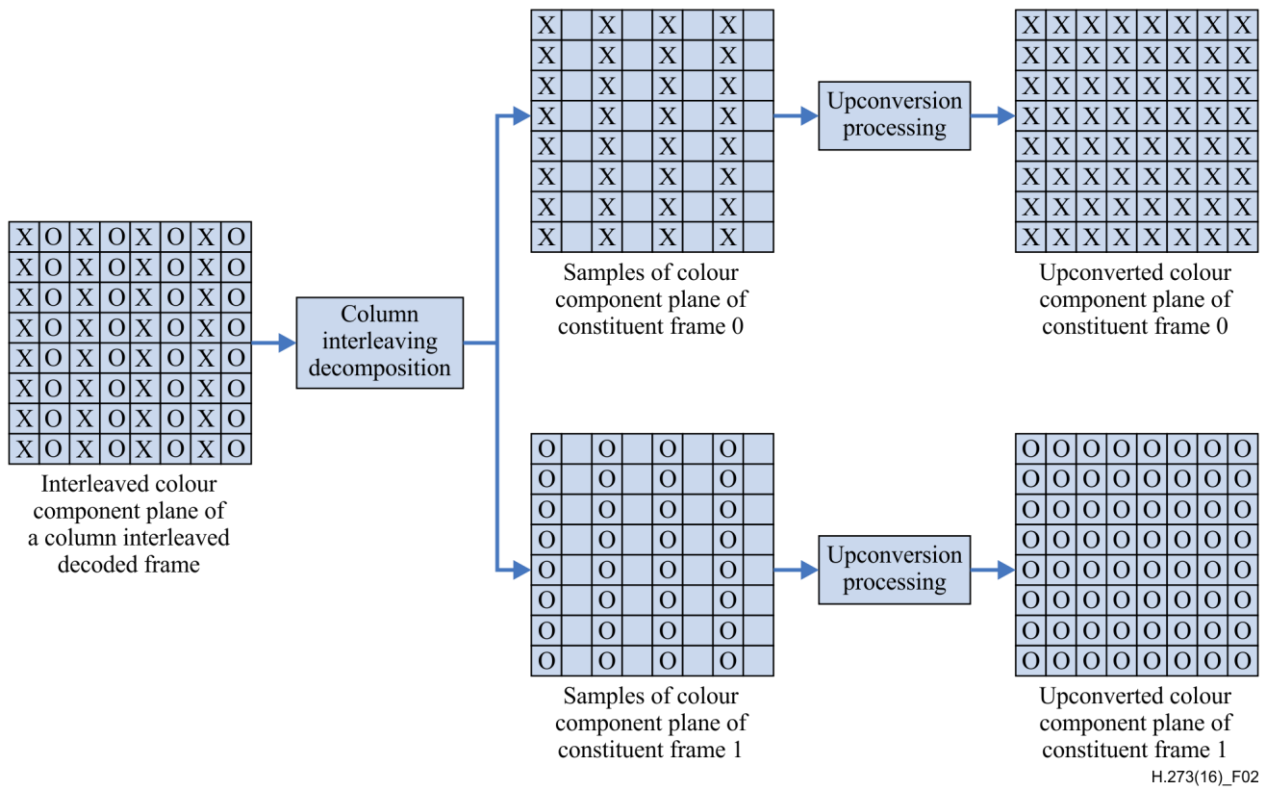 X X X X
X X X X
X X X X
X X X X
X X X X
X X X X
X X X X
X X X X
Samples of colour
component plane of
constituent frame 0
Upconversion
processing
X X X X X X X X
X X X X X X X X
X X X X X X X X
X X X X X X X X
X X X X X X X X
X X X X X X X X
X X X X X X X X
X X X X X X X X
Upconverted colour
component plane of
constituent frame 0
X O X O X O X O
X O X O X O X O
X O X O X O X O
X O X O X O X O
X O X O X O X O
X O X O X O X O
X O X O X O X O
X O X O X O X O
Interleaved colour
component plane of
a column interleaved
decoded frame
Column
interleaving
decomposition
O O O O
O O O O
O O O O
O O O O
O O O O
O O O O
O O O O
O O O O
Samples of colour
component plane of
constituent frame 1
Upconversion
processing
O O O O O O O O
O O O O O O O O
O O O O O O O O
O O O O O O O O
O O O O O O O O
O O O O O O O O
O O O O O O O O
O O O O O O O O
Upconverted colour
component plane of
constituent frame 1
H.273(16)_F02